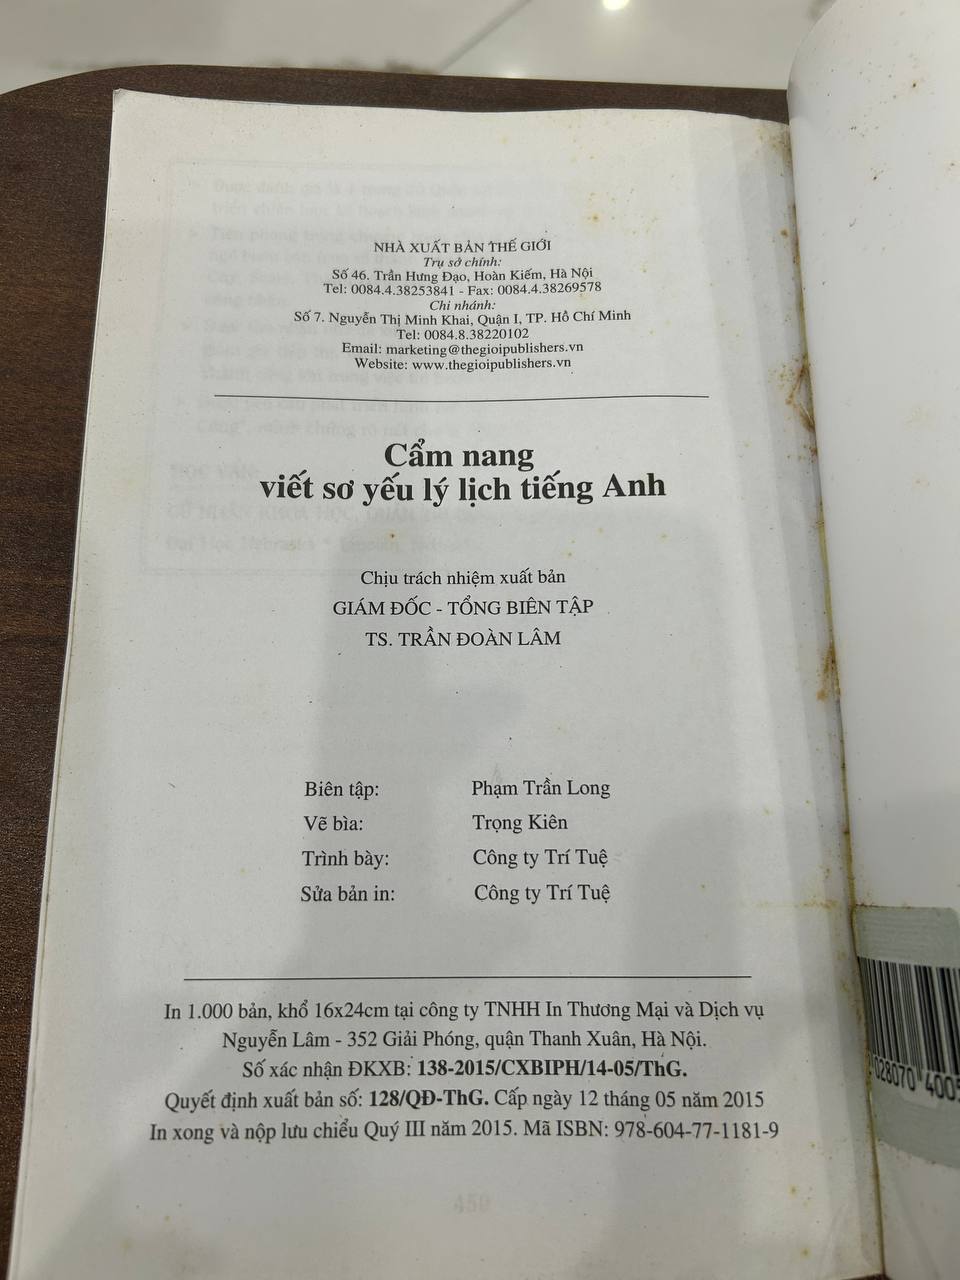 NHÀ XUẤT BẢN THẾ GIỚI
Trụ sở chính:
Số 46. Trần Hưng Đạo, Hoàn Kiếm, Hà Nội
Tel: 0084.4.38253841 - Fax: 0084.4.38269578
Chi nhánh:
Số 7. Nguyễn Thị Minh Khai, Quận I, TP. Hồ Chí Minh
Tel: 0084.8.38220102
Email: marketing@thegioipublishers.vn
Website: www.thegioipublishers.vn
Cẩm nang
viết sơ yếu lý lịch tiếng Anh
Chịu trách nhiệm xuất bản
GIÁM ĐỐC - TỔNG BIÊN TẬP
TS. TRẦN ĐOÀN LÂM
Biên tập: Phạm Trần Long
Vẽ bìa: Trọng Kiên
Trình bày: Công ty Trí Tuệ
Sửa bản in: Công ty Trí Tuệ
In 1.000 bản, khổ 16x24cm tại công ty TNHH In Thương Mại và Dịch vụ
Nguyễn Lâm - 352 Giải Phóng, quận Thanh Xuân, Hà Nội.
Số xác nhận ĐKXB: 138-2015/CXBIPH/14-05/ThG.
Quyết định xuất bản số: 128/QĐ-ThG. Cấp ngày 12 tháng 05 năm 2015
In xong và nộp lưu chiểu Quý III năm 2015. Mã ISBN: 978-604-77-1181-9
028070 4005